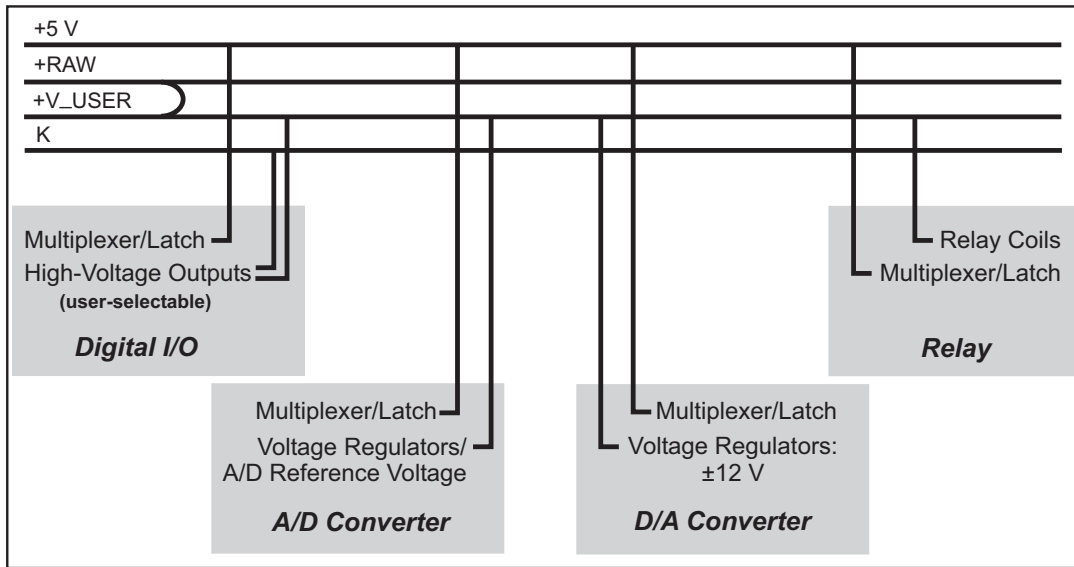 +5 V
+RAW
+V_USER
K
Multiplexer/Latch
High-Voltage Outputs
(user-selectable)
Digital I/O
Relay Coils
Multiplexer/Latch
Relay
Multiplexer/Latch
Voltage Regulators/
A/D Reference Voltage
A/D Converter
Multiplexer/Latch
Voltage Regulators:
±12 V
D/A Converter